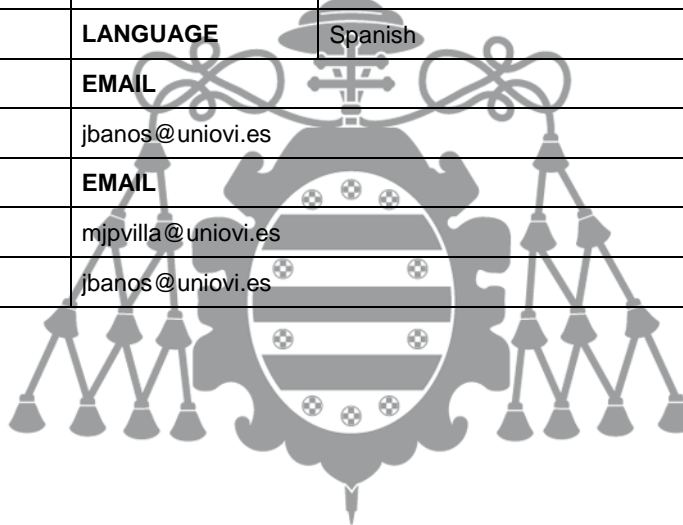 LANGUAGE Spanish
EMAIL
jbanos@uniovi.es
EMAIL
mjpvilla@uniovi.es
jbanos@uniovi.es